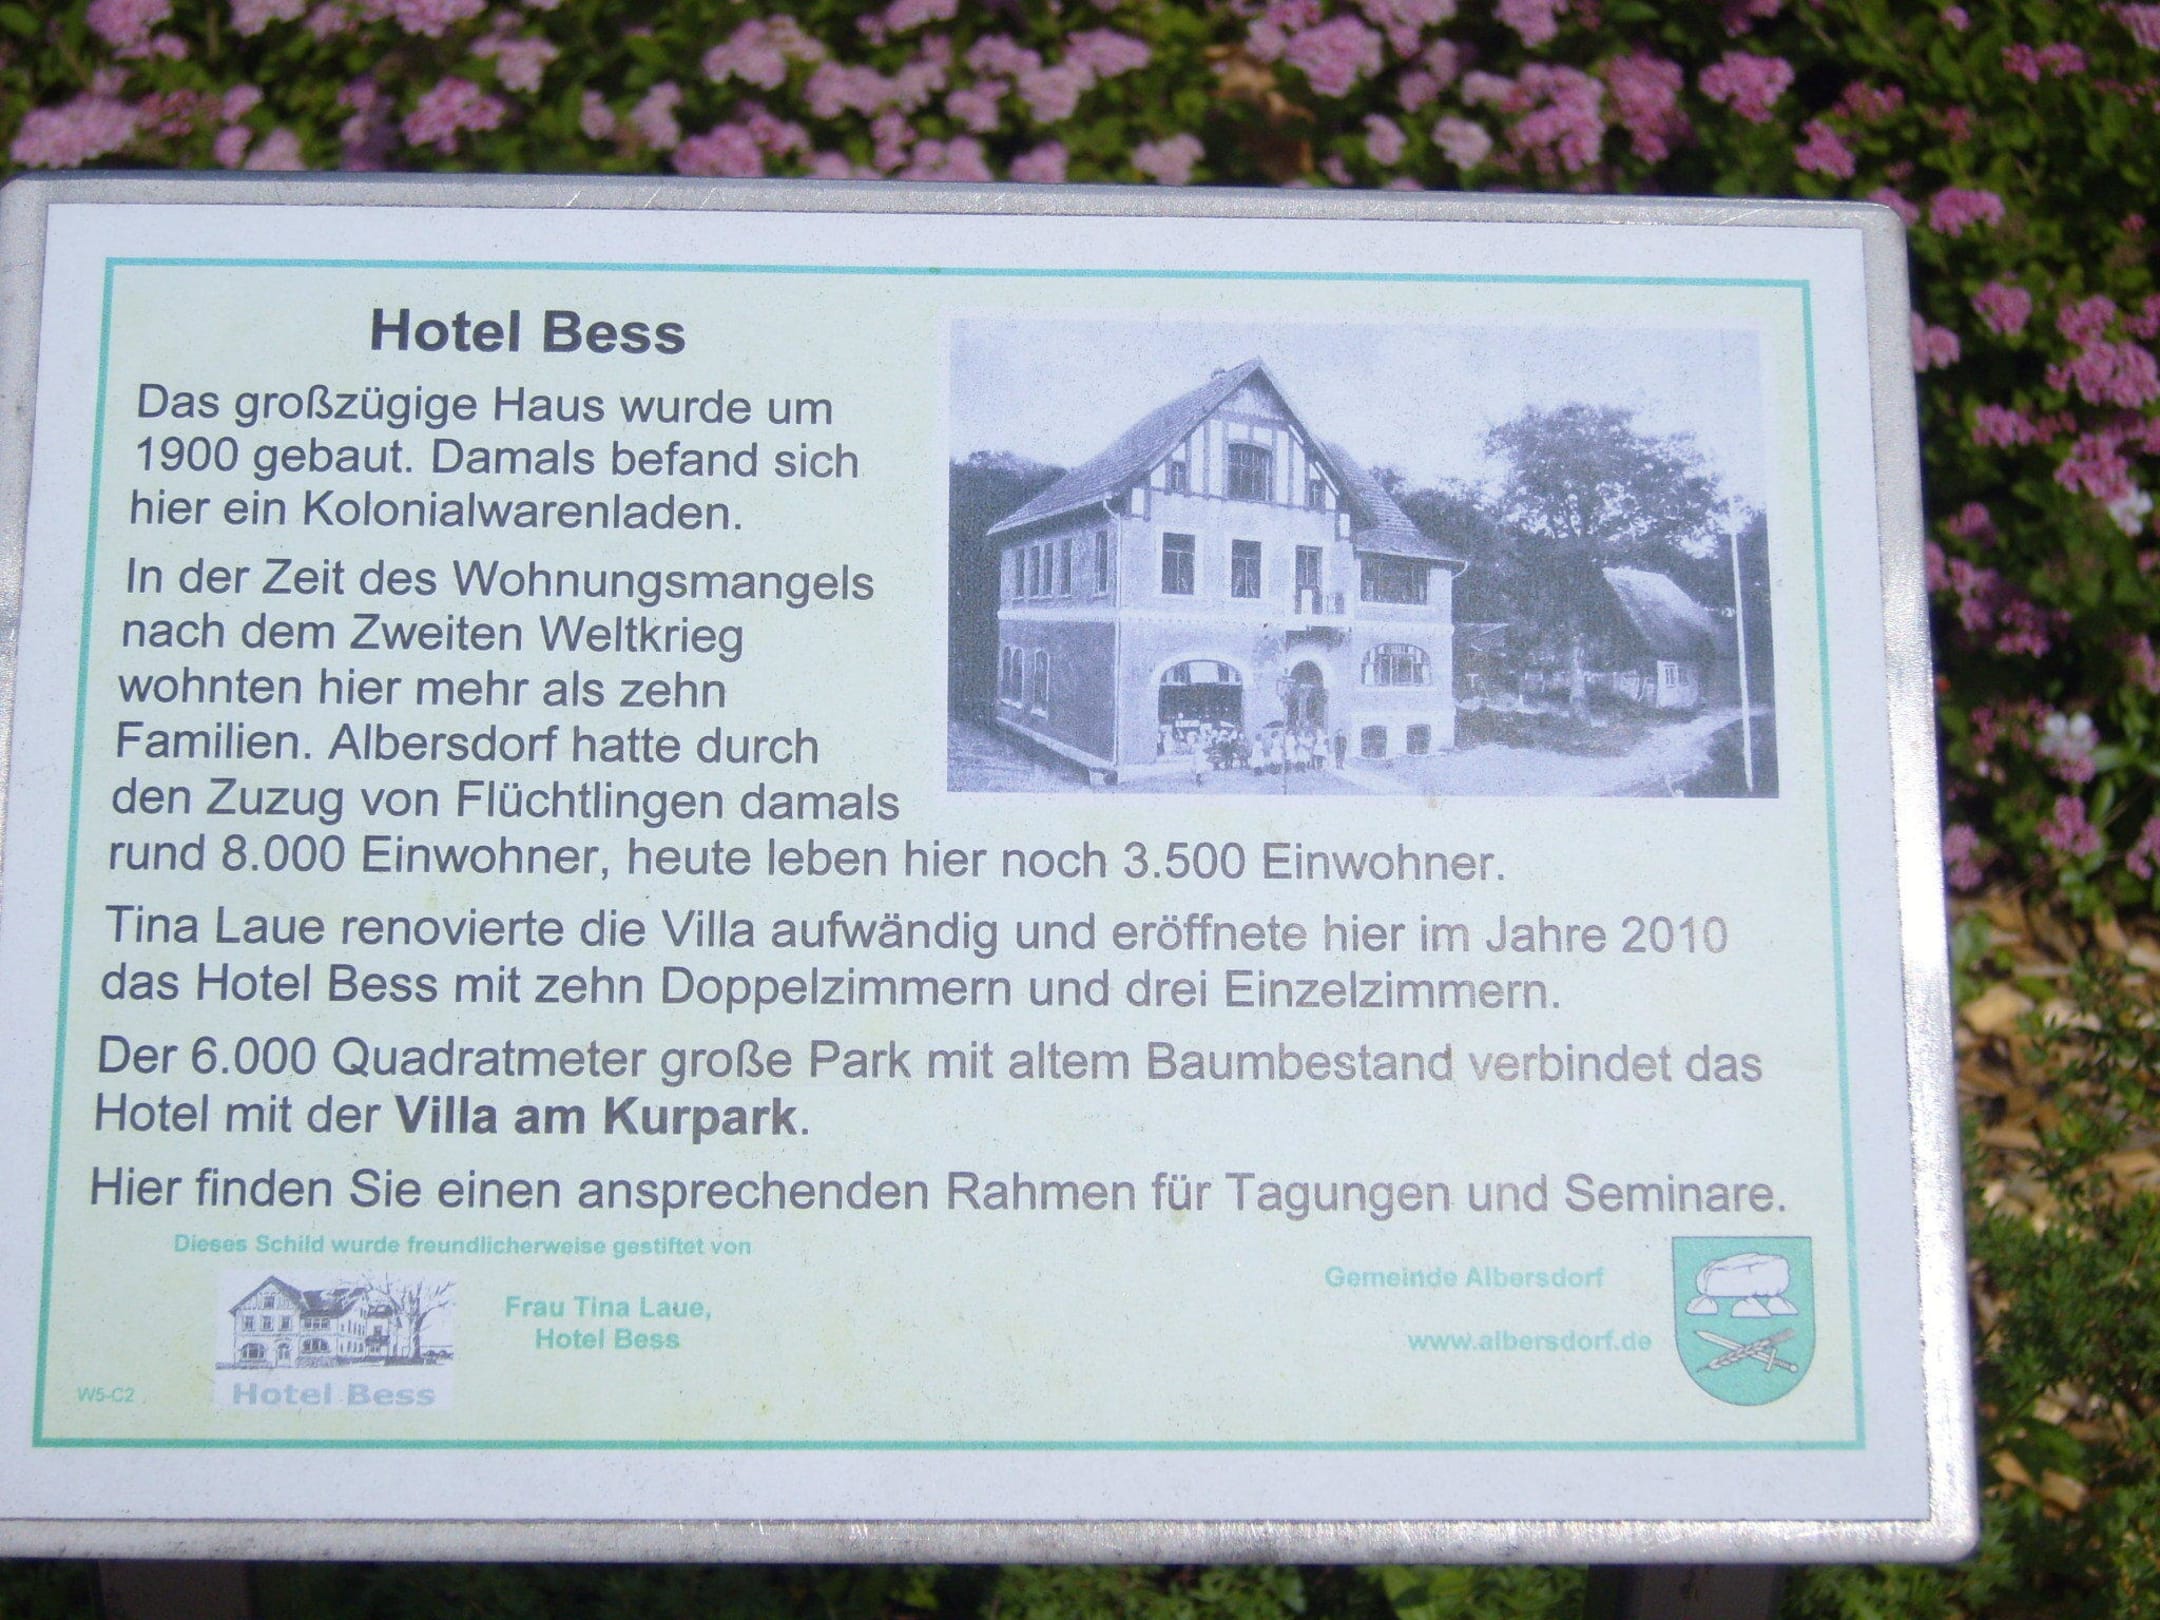 Hotel Bess
Das großzügige Haus wurde um
1900 gebaut. Damals befand sich
hier ein Kolonialwarenladen.
In der Zeit des Wohnungsmangels
nach dem Zweiten Weltkrieg
wohnten hier mehr als zehn
Familien. Albersdorf hatte durch
den Zuzug von Flüchtlingen damals
rund 8.000 Einwohner, heute leben hier noch 3.500 Einwohner.
Tina Laue renovierte die Villa aufwändig und eröffnete hier im Jahre 2010
das Hotel Bess mit zehn Doppelzimmern und drei Einzelzimmern.
Der 6.000 Quadratmeter große Park mit altem Baumbestand verbindet das
Hotel mit der Villa am Kurpark.
Hier finden Sie einen ansprechenden Rahmen für Tagungen und Seminare.
Dieses Schild wurde freundlicherweise gestiftet von
Frau Tina Laue,
Hotel Bess
Hotel Bess
W5-C2
Gemeinde Albersdorf
www.albersdorf.de